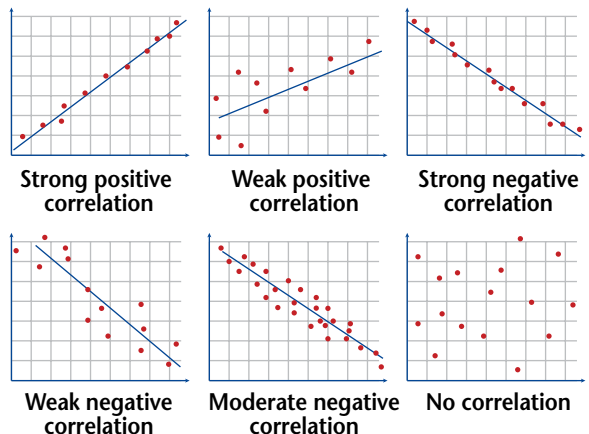 Strong positive
correlation
Weak positive
correlation
Strong negative
correlation
Weak negative
correlation
Moderate negative
correlation
No correlation